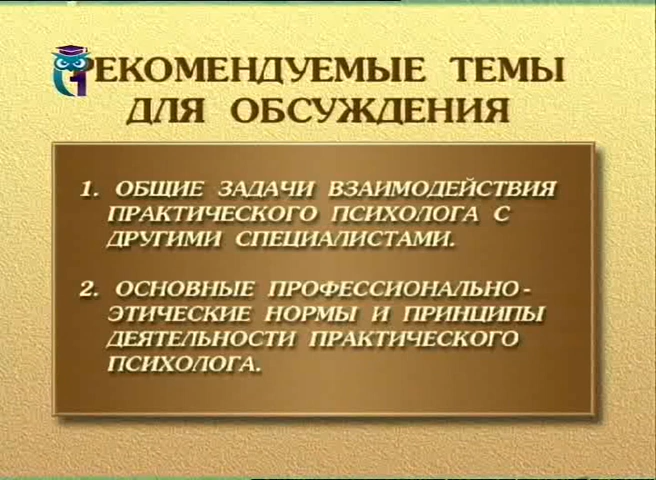 РЕКОМЕНДУЕМЫЕ ТЕМЫ
ДЛЯ ОБСУЖДЕНИЯ
1. ОБЩИЕ ЗАДАЧИ ВЗАИМОДЕЙСТВИЯ
ПРАКТИЧЕСКОГО ПСИХОЛОГА С
ДРУГИМИ СПЕЦИАЛИСТАМИ.
2. ОСНОВНЫЕ ПРОФЕССИОНАЛЬНО-
ЭТИЧЕСКИЕ НОРМЫ И ПРИНЦИПЫ
ДЕЯТЕЛЬНОСТИ ПРАКТИЧЕСКОГО
ПСИХОЛОГА.